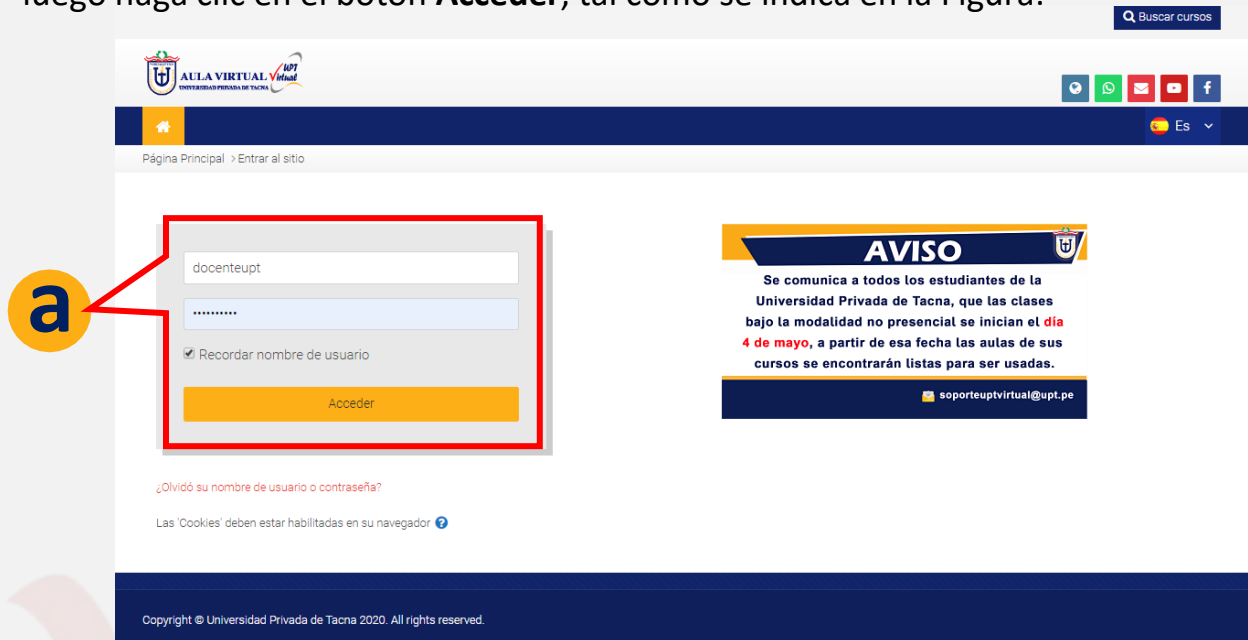 luego haga clic en el botón Acceder, tal como se indica en la Figura:
Buscar cursos
AULA VIRTUAL UPT Virtual
UNIVERSIDAD PRIVADA DE TACNA
Es
Página Principal > Entrar al sitio
a
docenteupt
••••••••••
Recordar nombre de usuario
Acceder
AVISO
Se comunica a todos los estudiantes de la
Universidad Privada de Tacna, que las clases
bajo la modalidad no presencial se inician el día
4 de mayo, a partir de esa fecha las aulas de sus
cursos se encontrarán listas para ser usadas.
soporteuptvirtual@upt.pe
¿Olvidó su nombre de usuario o contraseña?
Las 'Cookies' deben estar habilitadas en su navegador
Copyright © Universidad Privada de Tacna 2020. All rights reserved.